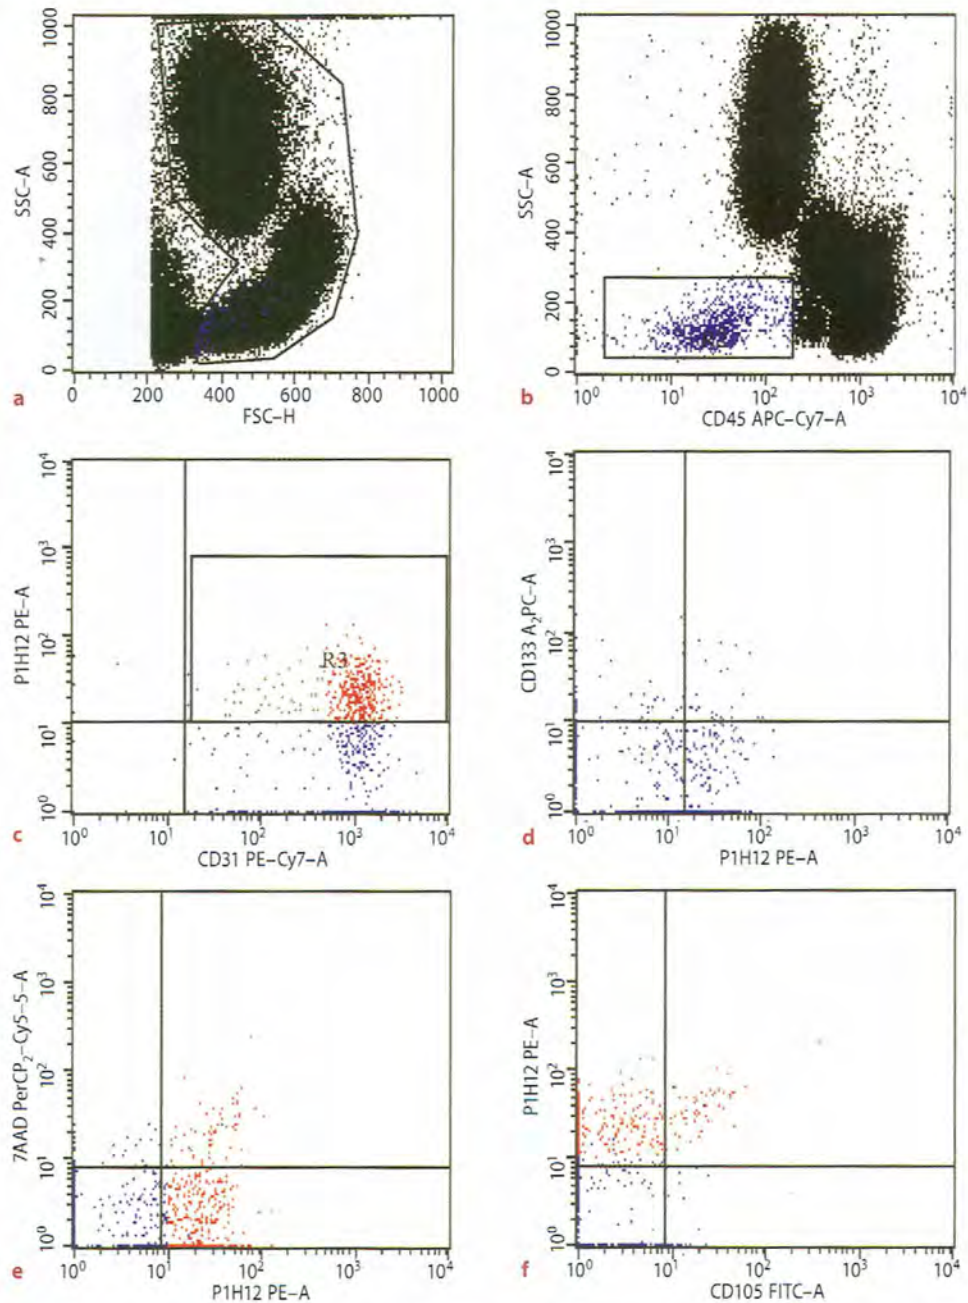 1000
800
600
400
200
0
SSC–A
0 200 400 600 800 1000
FSC–H
a
1000
800
600
400
200
0
SSC–A
10⁰ 10¹ 10² 10³ 10⁴
CD45 APC–Cy7–A
b
10⁴
10³
10²
10¹
10⁰
P1H12 PE–A
R3
10⁰ 10¹ 10² 10³ 10⁴
CD31 PE–Cy7–A
c
10⁴
10³
10²
10¹
10⁰
CD133 A₂PC–A
10⁰ 10¹ 10² 10³ 10⁴
P1H12 PE–A
d
10⁴
10³
10²
10¹
10⁰
7AAD PerCP₂–Cy5–5–A
10⁰ 10¹ 10² 10³ 10⁴
P1H12 PE–A
e
10⁴
10³
10²
10¹
10⁰
P1H12 PE–A
10⁰ 10¹ 10² 10³ 10⁴
CD105 FITC–A
f